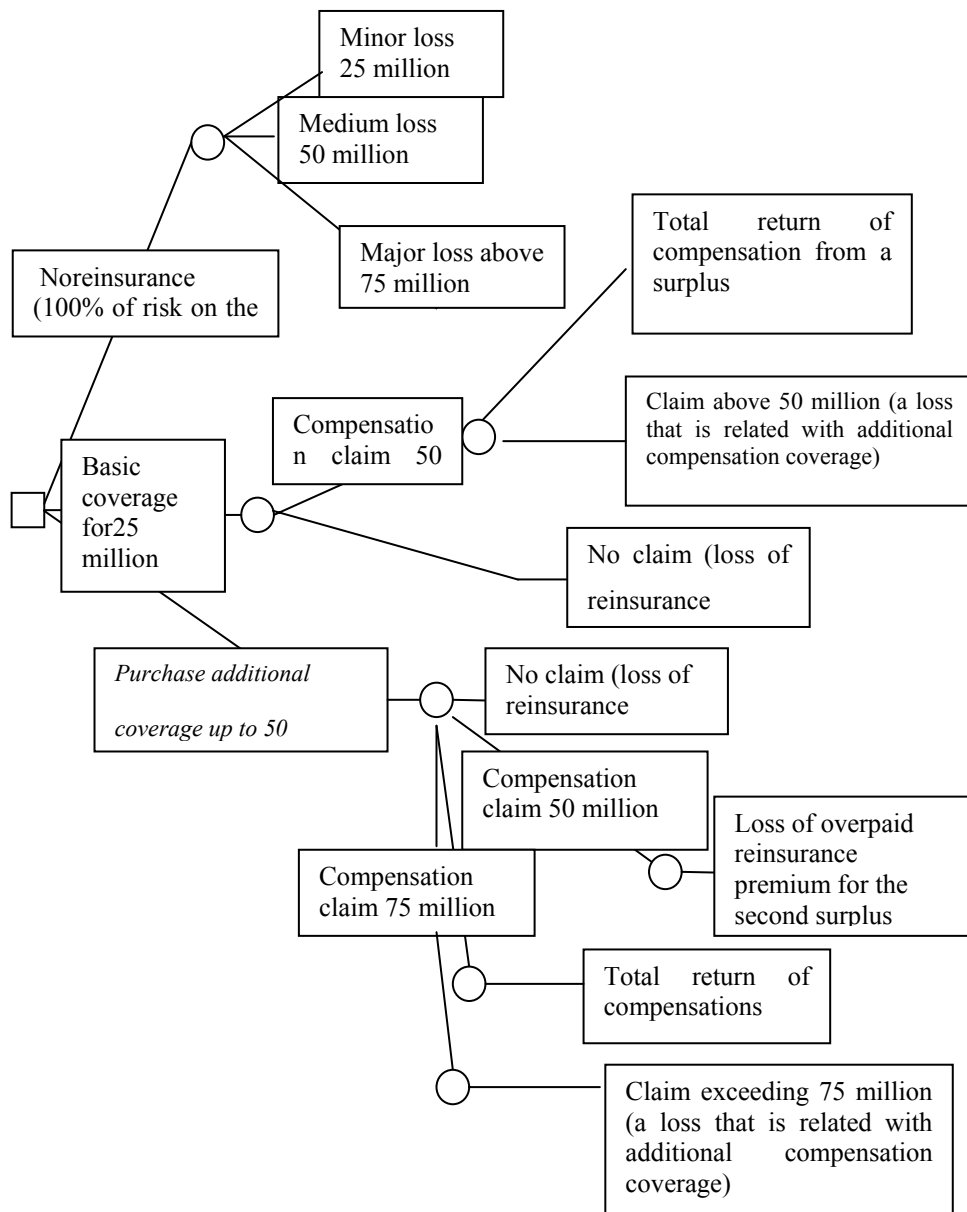 Minor loss
25 million
Medium loss
50 million
Major loss above
75 million
Noreinsurance
(100% of risk on the
Total return of
compensation from a
surplus
Compensatio
n claim 50
Claim above 50 million (a loss
that is related with additional
compensation coverage)
Basic
coverage
for25
million
No claim (loss of
reinsurance
Purchase additional
coverage up to 50
No claim (loss of
reinsurance
Compensation
claim 50 million
Loss of overpaid
reinsurance
premium for the
second surplus
Compensation
claim 75 million
Total return of
compensations
Claim exceeding 75 million
(a loss that is related with
additional compensation
coverage)